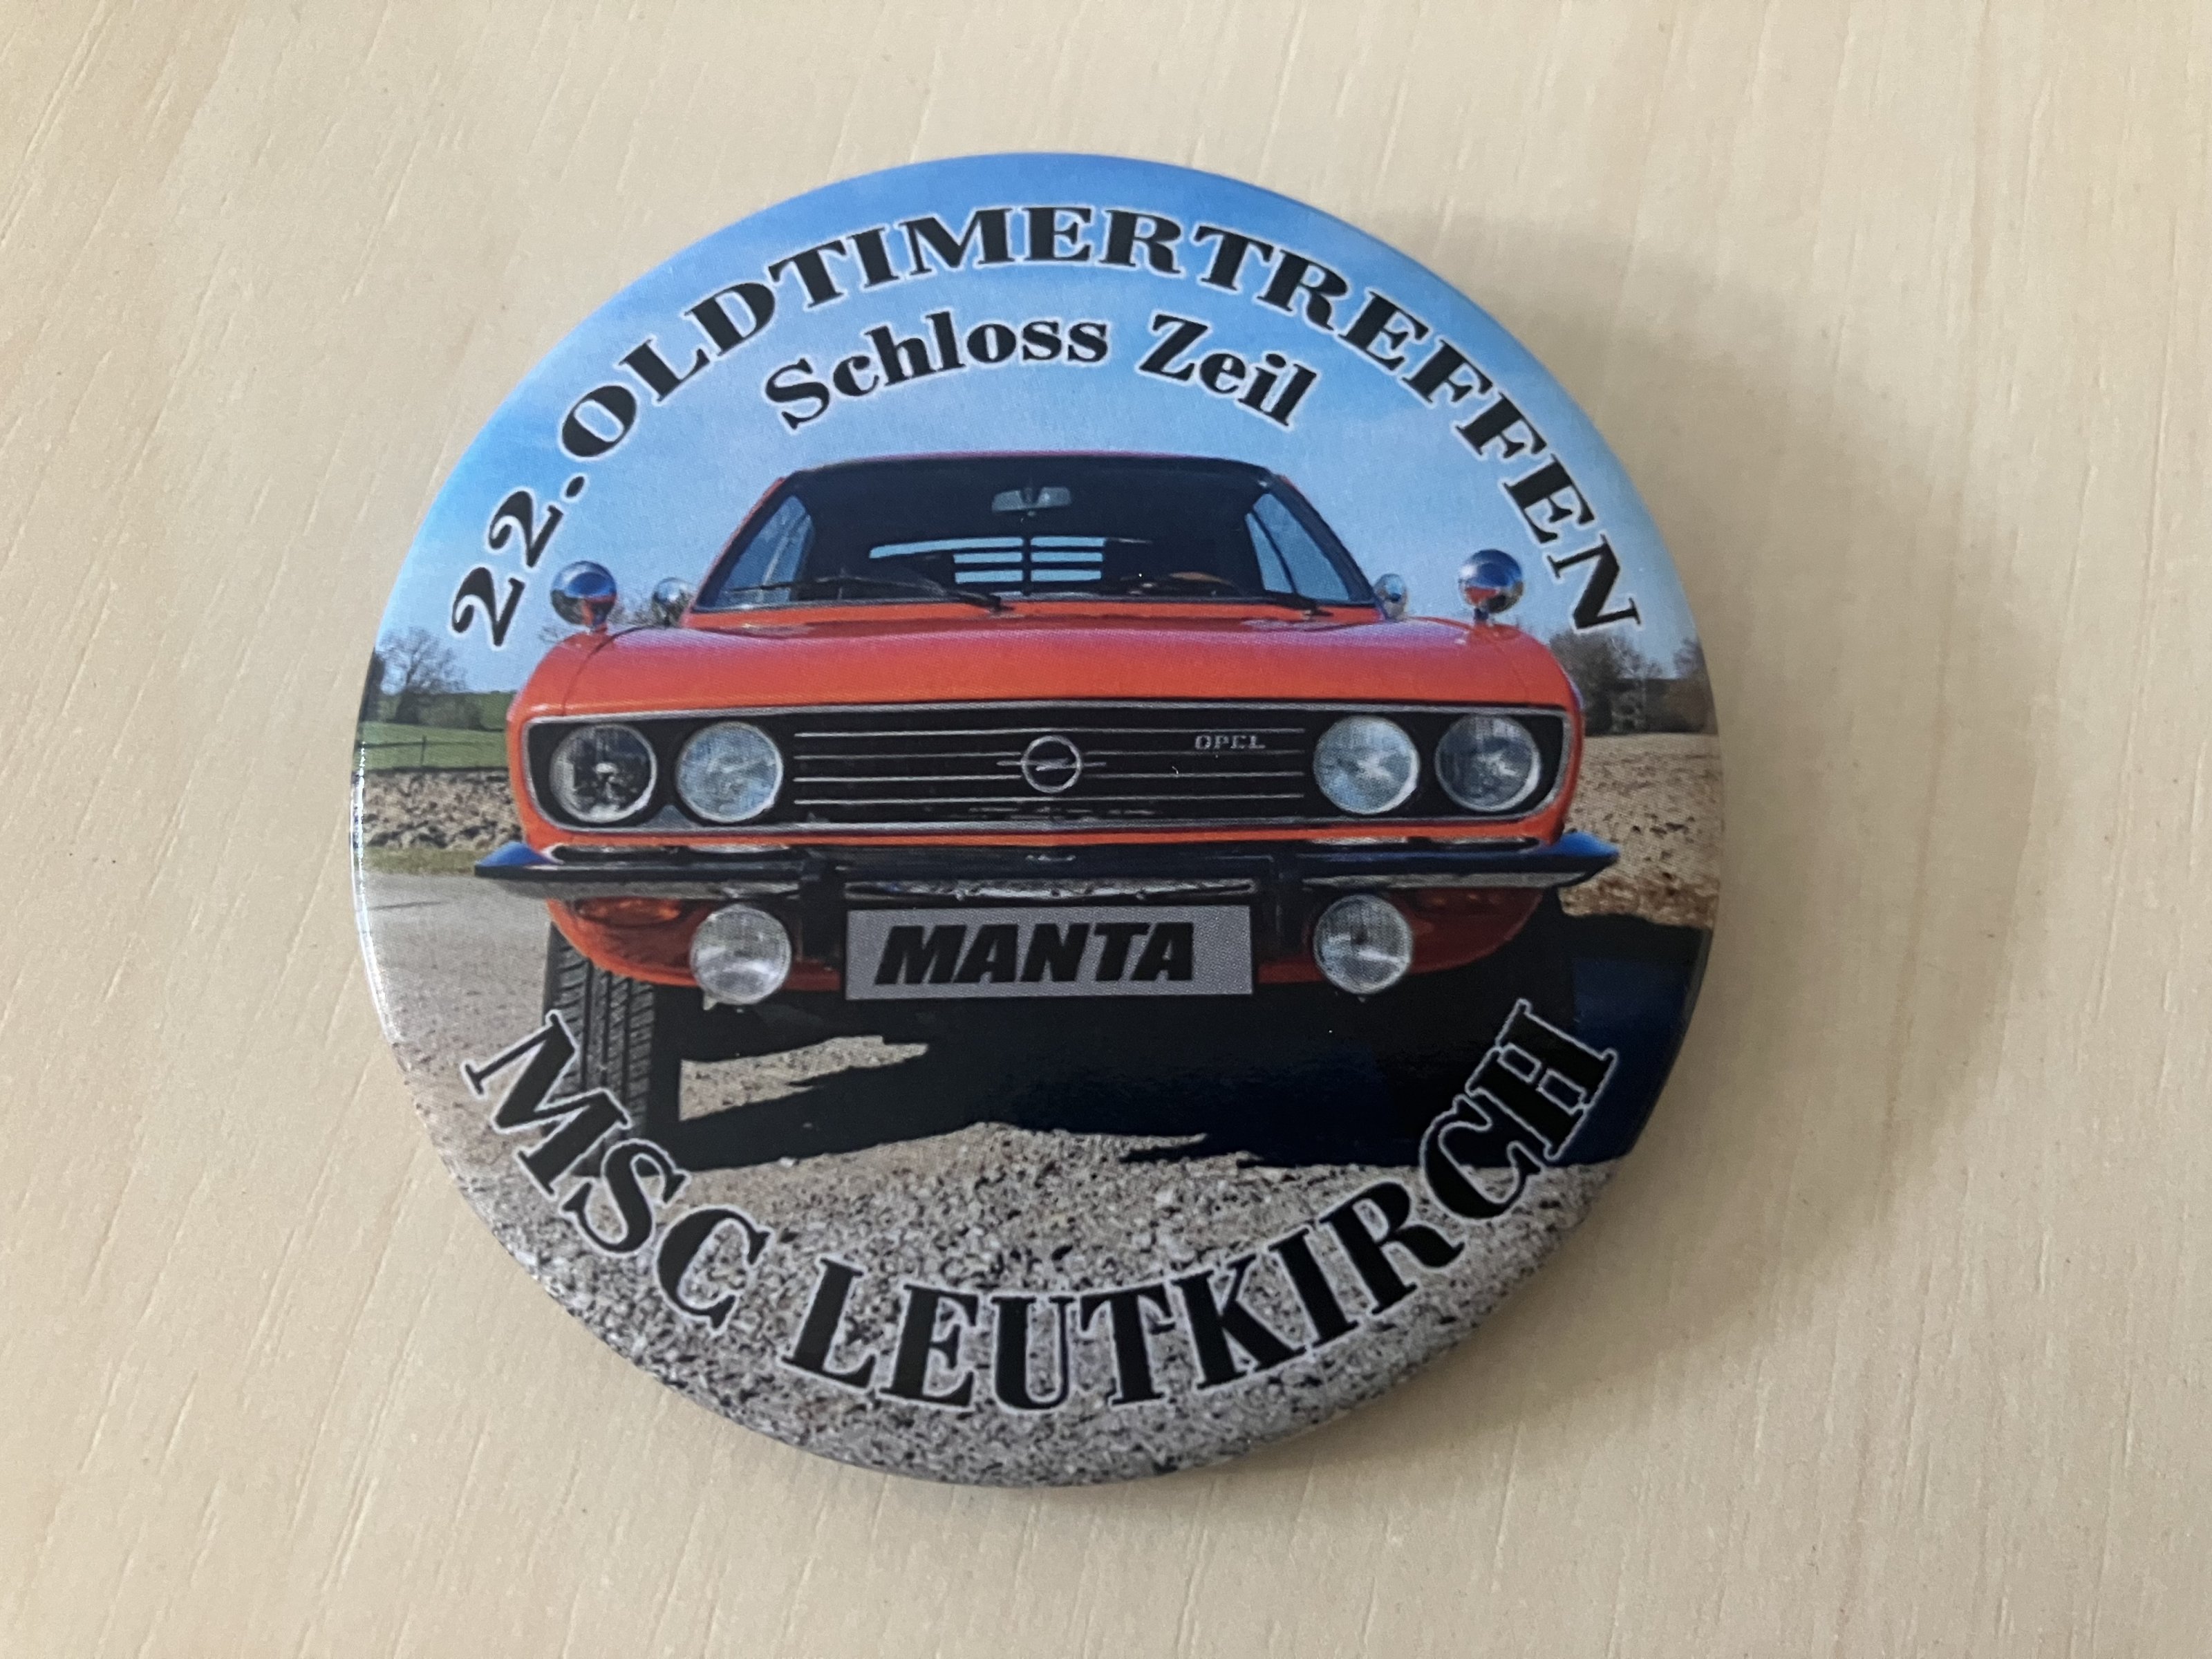 22. OLDTIMERTREFFEN
Schloss Zeil
OPEL
MANTA
MSC LEUTKIRCH